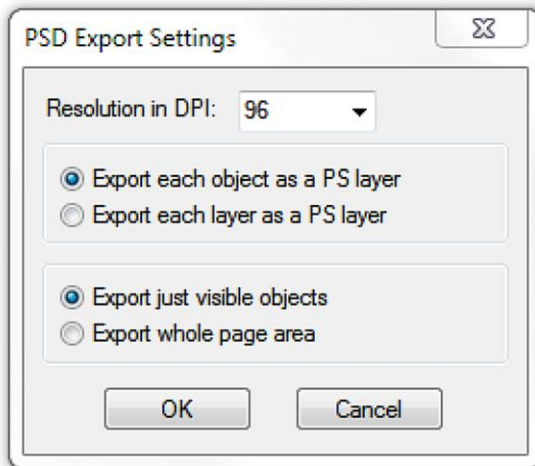 PSD Export Settings
Resolution in DPI: 96
Export each object as a PS layer
Export each layer as a PS layer
Export just visible objects
Export whole page area
OK Cancel